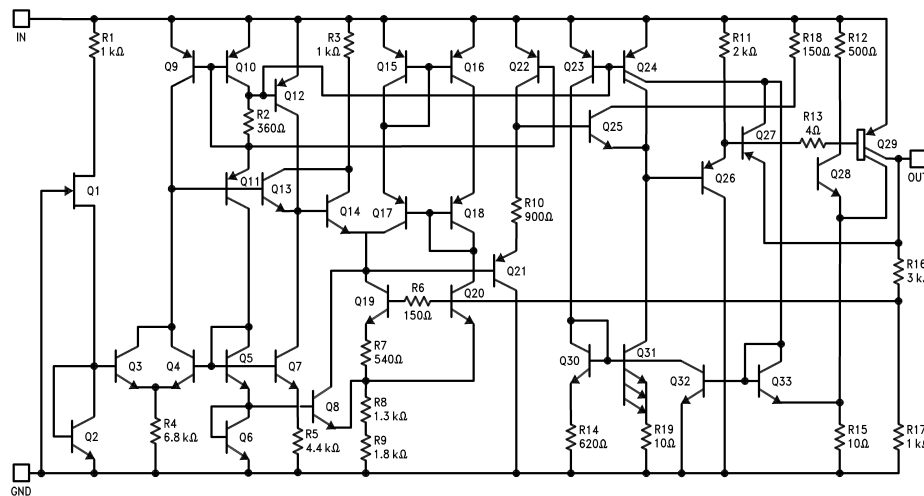 IN
R1
1 kΩ
Q9
Q10
Q12
R2
360Ω
R3
1 kΩ
Q15
Q16
Q22
Q23
Q24
Q25
R11
2 kΩ
R18
150Ω
R12
500Ω
R13
4Ω
Q27
Q28
Q29
OUT
Q1
Q11
Q13
Q14
Q17
Q18
R10
900Ω
Q21
Q26
R16
3 k
Q19
R6
150Ω
Q20
R7
540Ω
Q3
Q4
Q5
Q7
Q8
Q30
Q31
Q32
Q33
Q2
R4
6.8 kΩ
Q6
R5
4.4 kΩ
R8
1.3 kΩ
R9
1.8 kΩ
R14
620Ω
R19
10Ω
R15
10Ω
R17
1 k
GND